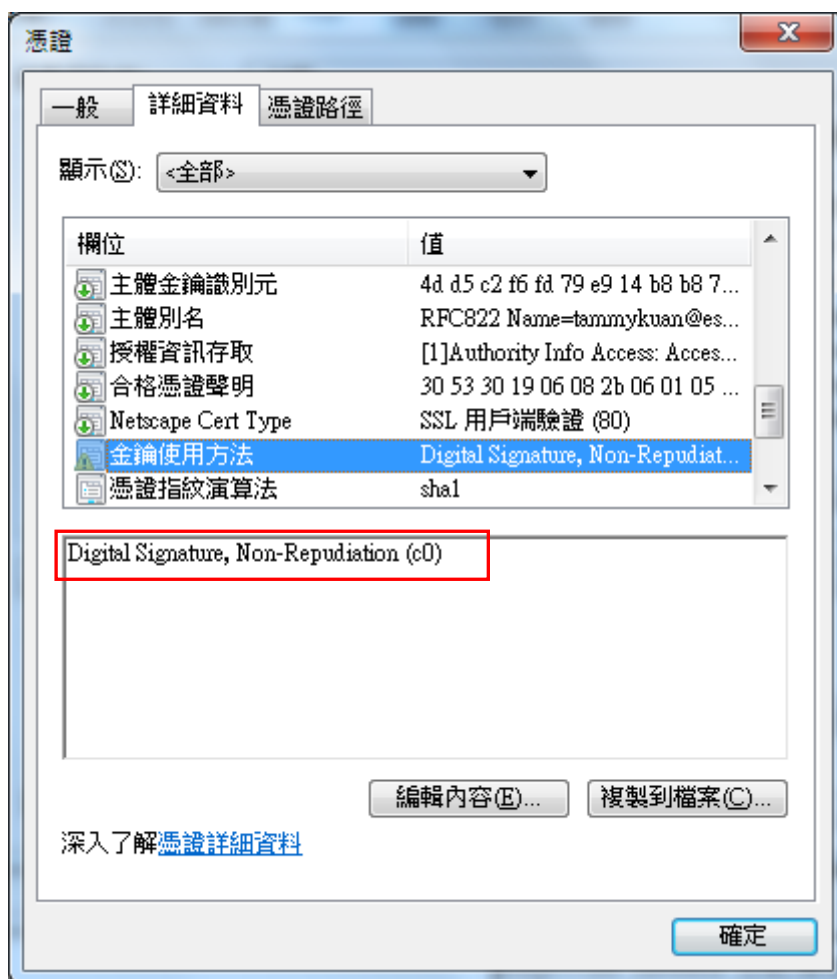 憑證
一般 詳細資料 憑證路徑
顯示(S): <全部>
欄位 值
主體金鑰識別元 4d d5 c2 f6 fd 79 e9 14 b8 b8 7...
主體別名 RFC822 Name=tammykuan@es...
授權資訊存取 [1]Authority Info Access: Acces...
合格憑證聲明 30 53 30 19 06 08 2b 06 01 05 ...
Netscape Cert Type SSL 用戶端驗證 (80)
金鑰使用方法 Digital Signature, Non-Repudiat...
憑證指紋演算法 sha1
Digital Signature, Non-Repudiation (c0)
編輯內容(E)... 複製到檔案(C)...
深入了解憑證詳細資料
確定